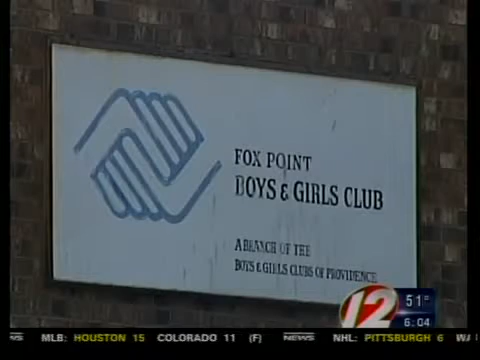 FOX POINT
BOYS & GIRLS CLUB
A BRANCH OF THE
BOYS & GIRLS CLUBS OF PROVIDENCE
12
51°
6:04
NEWS MLB: HOUSTON 15 COLORADO 11 (F) NEWS NHL: PITTSBURGH 6